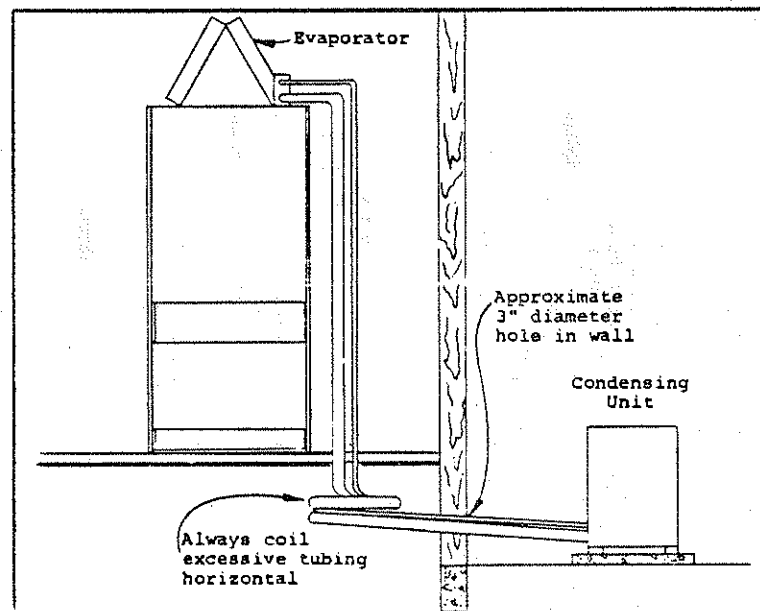 Evaporator
Approximate
3" diameter
hole in wall
Condensing
Unit
Always coil
excessive tubing
horizontal